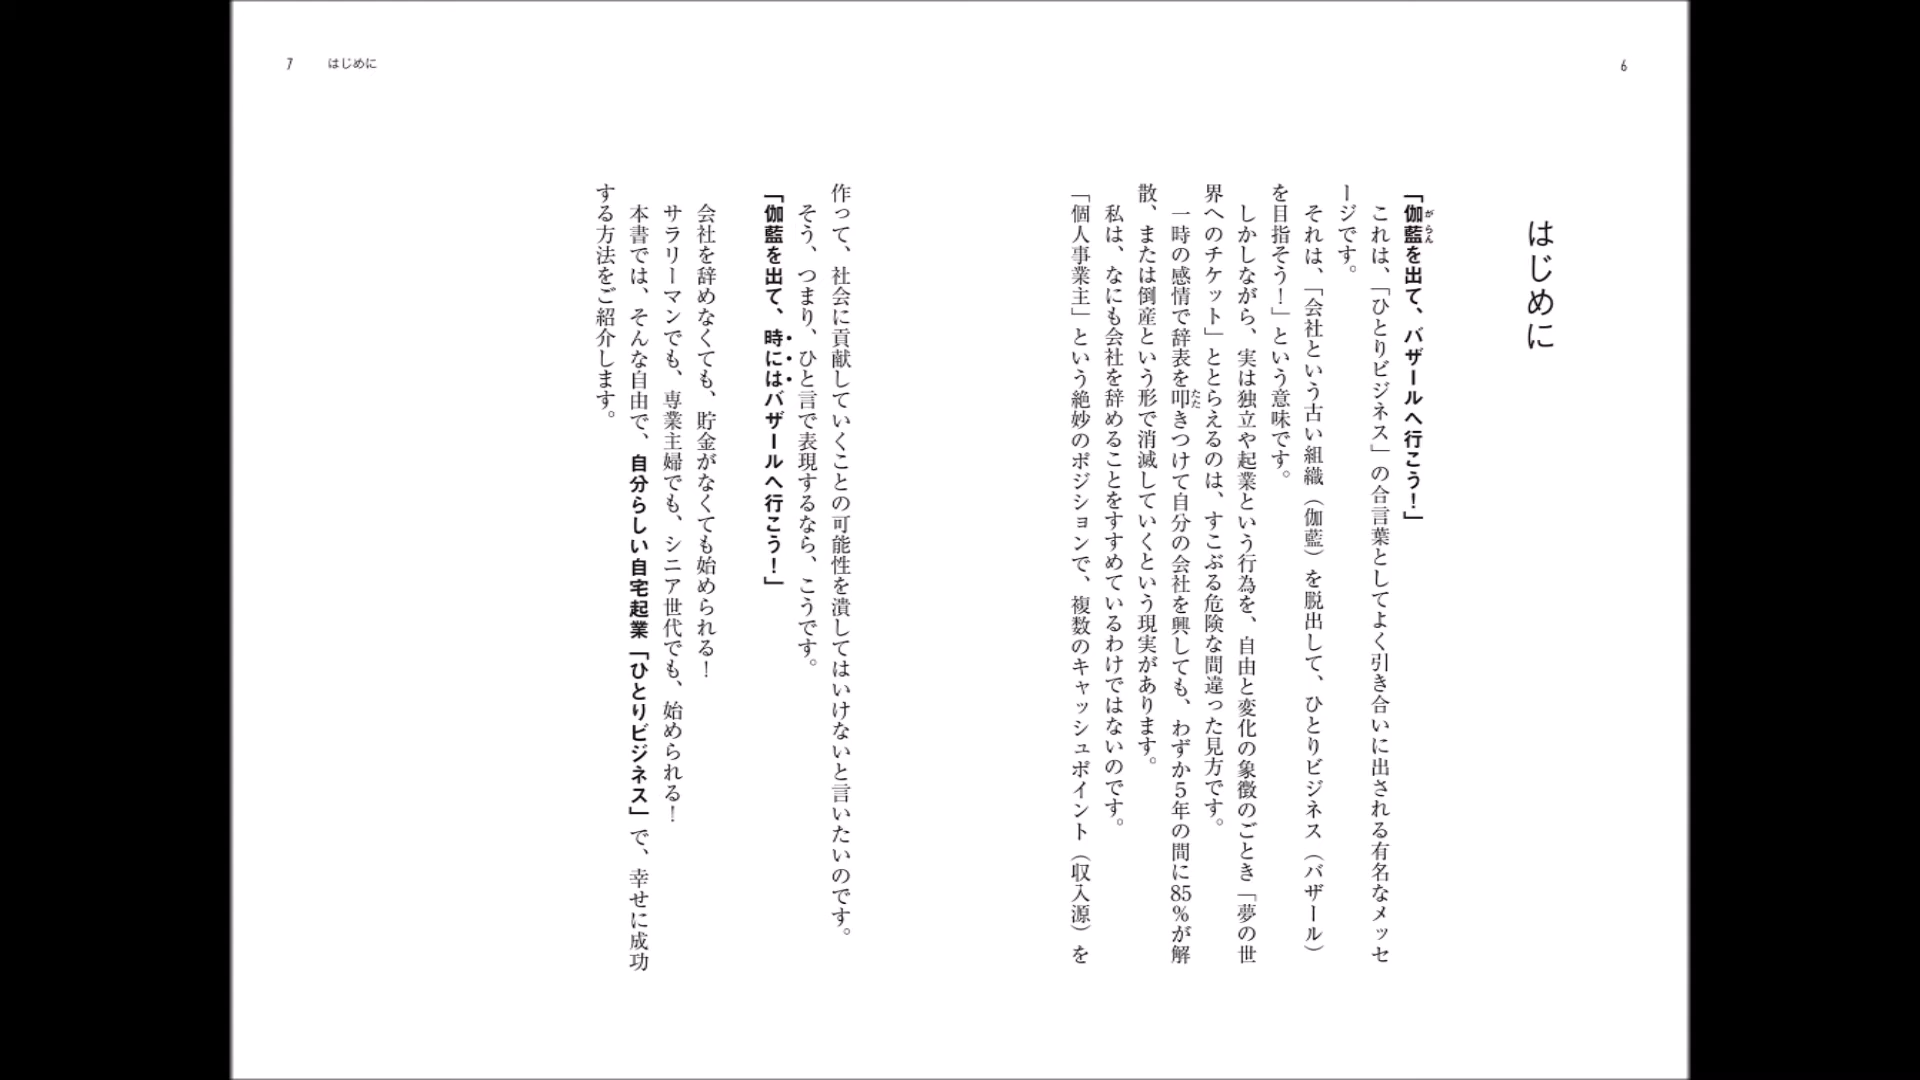 6
はじめに
「伽藍を出て、バザールへ行こう！」
がらん
これは、「ひとりビジネス」の合言葉としてよく引き合いに出される有名なメッセ
ージです。
それは、「会社という古い組織（伽藍）を脱出して、ひとりビジネス（バザール）
を目指そう！」という意味です。
しかしながら、実は独立や起業という行為を、自由と変化の象徴のごとき「夢の世
界へのチケット」ととらえるのは、すこぶる危険な間違った見方です。
一時の感情で辞表を叩きつけて自分の会社を興しても、わずか5年の間に85％が解
たた
散、または倒産という形で消滅していくという現実があります。
私は、なにも会社を辞めることをすすめているわけではないのです。
「個人事業主」という絶妙のポジションで、複数のキャッシュポイント（収入源）を
7 はじめに
作って、社会に貢献していくことの可能性を潰してはいけないと言いたいのです。
そう、つまり、ひと言で表現するなら、こうです。
「伽藍を出て、時にはバザールへ行こう！」
会社を辞めなくても、貯金がなくても始められる！
サラリーマンでも、専業主婦でも、シニア世代でも、始められる！
本書では、そんな自由で、自分らしい自宅起業「ひとりビジネス」で、幸せに成功
する方法をご紹介します。